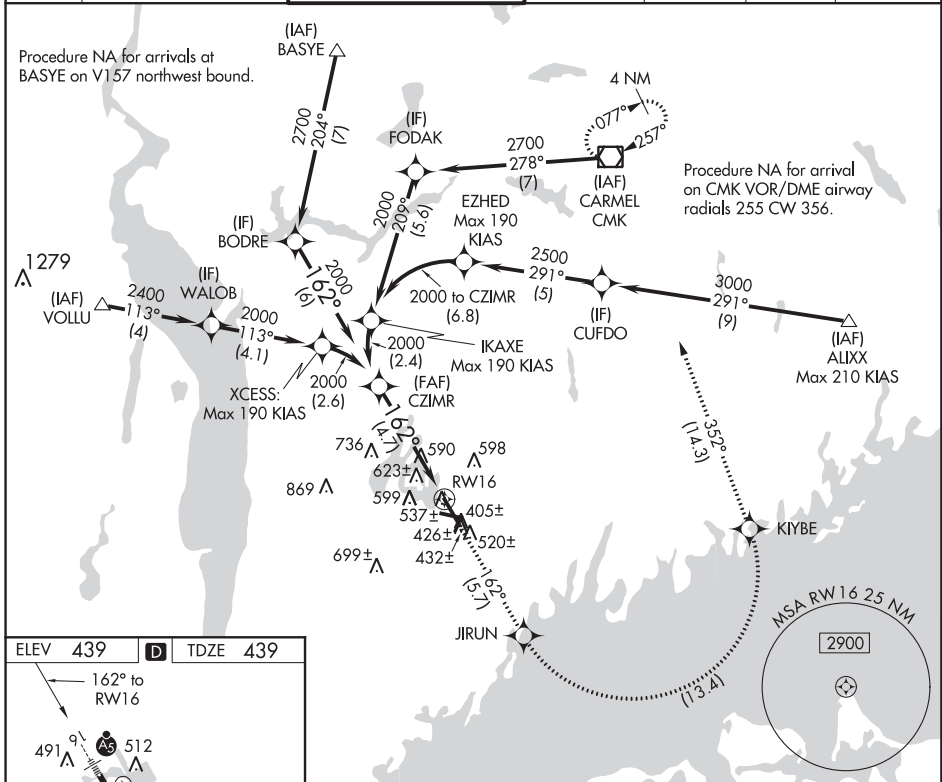 (IAF)
BASYE
Procedure NA for arrivals at
BASYE on V157 northwest bound.
2700
204°
(7)
(IF)
FODAK
2700
278°
(7)
4 NM
077°
257°
(IAF)
CARMEL
CMK
Procedure NA for arrival
on CMK VOR/DME airway
radials 255 CW 356.
2000
209°
(5.6)
EZHED
Max 190
KIAS
(IF)
BODRE
2000
162°
(6)
2000 to CZIMR
(6.8)
2500
291°
(5)
(IF)
CUFDO
3000
291°
(9)
(IAF)
ALIXX
Max 210 KIAS
1279
(IAF)
VOLLU
2400
113°
(4)
(IF)
WALOB
2000
113°
(4.1)
XCESS:
Max 190 KIAS
2000
(2.6)
2000
(2.4)
IKAXE
Max 190 KIAS
(FAF)
CZIMR
162°
(4.7)
736
590
598
623±
869
599
RW16
537±
405±
426±
432±
520±
699±
162°
(5.7)
JIRUN
352°
(14.3)
KIYBE
(13.4)
MSA RW16 25 NM
2900
ELEV 439 D TDZE 439
162° to
RW16
491
9
A5
512